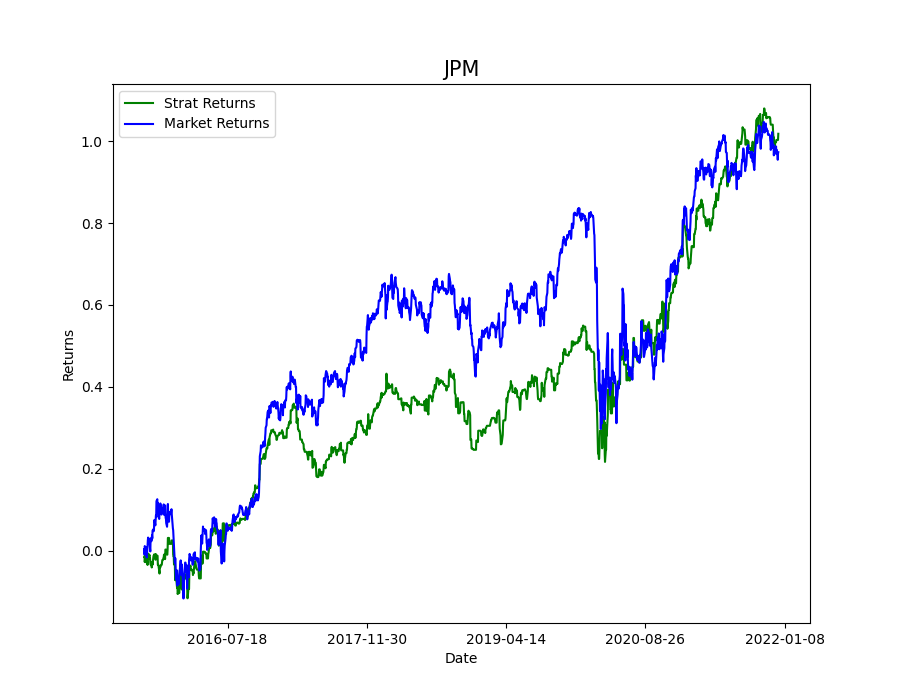 JPM
Strat Returns
Market Returns
Returns
1.0
0.8
0.6
0.4
0.2
0.0
2016-07-18
2017-11-30
2019-04-14
2020-08-26
2022-01-08
Date